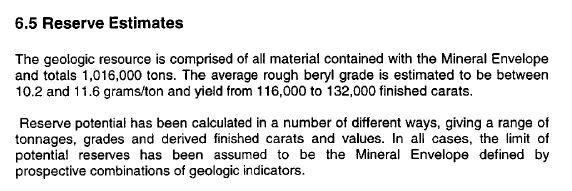 6.5 Reserve Estimates
The geologic resource is comprised of all material contained with the Mineral Envelope
and totals 1,016,000 tons. The average rough beryl grade is estimated to be between
10.2 and 11.6 grams/ton and yield from 116,000 to 132,000 finished carats.
Reserve potential has been calculated in a number of different ways, giving a range of
tonnages, grades and derived finished carats and values. In all cases, the limit of
potential reserves has been assumed to be the Mineral Envelope defined by
prospective combinations of geologic indicators.